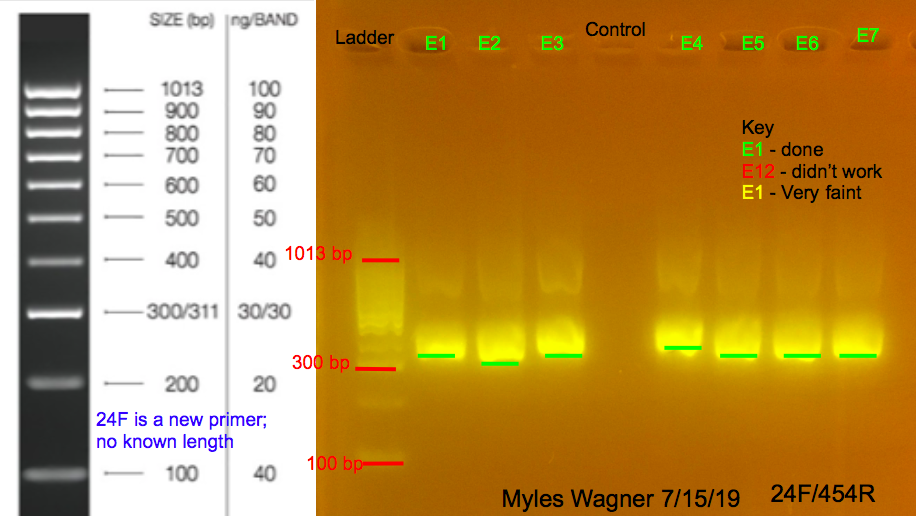 SIZE (bp) ng/BAND
1013 100
900 90
800 80
700 70
600 60
500 50
400 40
300/311 30/30
200 20
100 40
24F is a new primer;
no known length
Ladder E1 E2 E3 Control E4 E5 E6 E7
Key
E1 - done
E12 - didn't work
E1 - Very faint
1013 bp
300 bp
100 bp
Myles Wagner 7/15/19 24F/454R